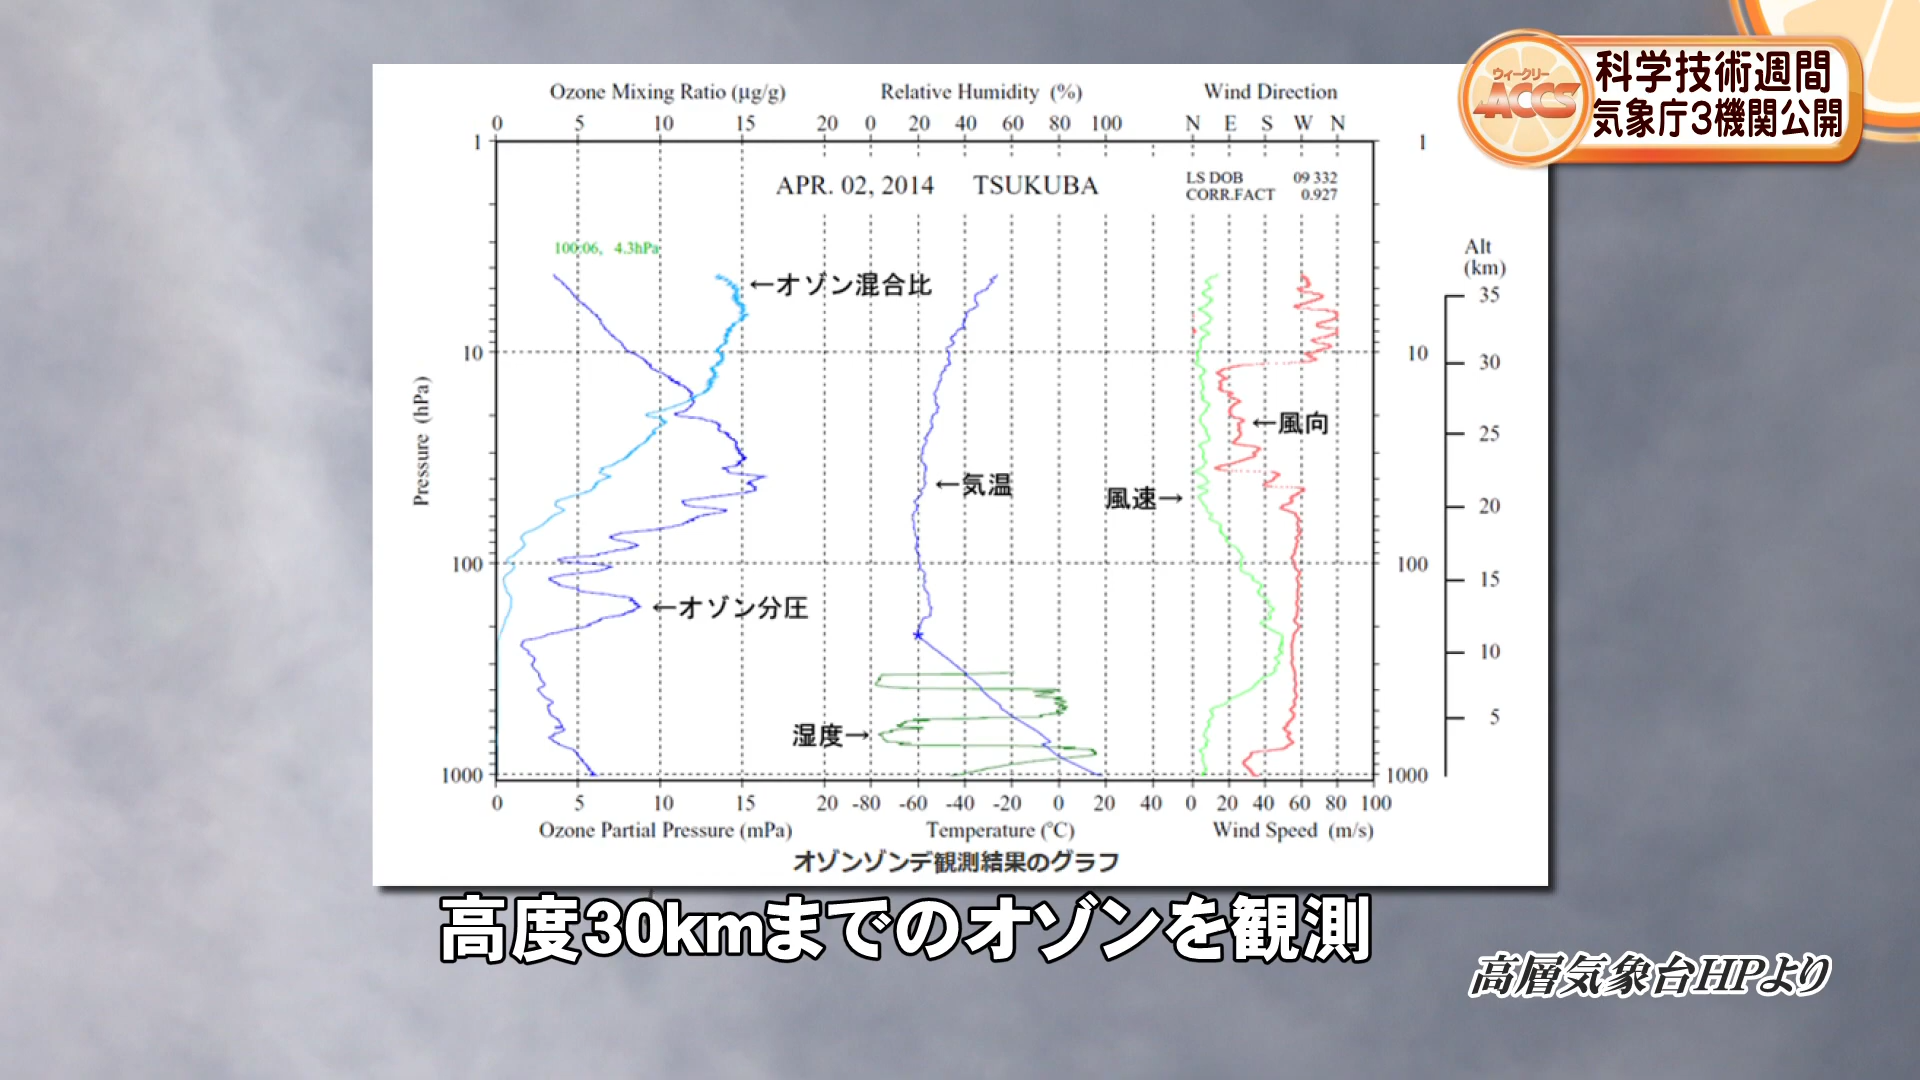 ウィークリー
ACCS
科学技術週間
気象庁3機関公開
Ozone Mixing Ratio (μg/g)
Relative Humidity (%)
Wind Direction
0 5 10 15 20 0 20 40 60 80 100 N E S W N
1
1
APR. 02, 2014 TSUKUBA
LS DOB 09 332
CORR.FACT 0.927
100:06, 4.3hPa
←オゾン混合比
Alt
(km)
35
10
10
30
←風向
25
Pressure (hPa)
←気温
風速→
20
100
100
15
←オゾン分圧
10
湿度→
5
1000
1000
0 5 10 15 20 -80 -60 -40 -20 0 20 40 0 20 40 60 80 100
Ozone Partial Pressure (mPa)
Temperature (℃)
Wind Speed (m/s)
オゾンゾンデ観測結果のグラフ
高度30kmまでのオゾンを観測
高層気象台HPより